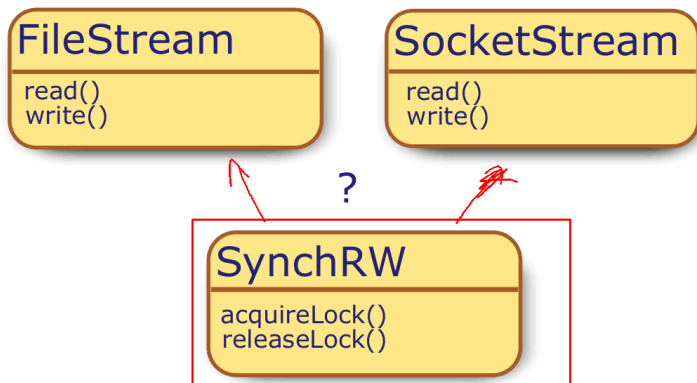 FileStream
read()
write()
SocketStream
read()
write()
?
SynchRW
acquireLock()
releaseLock()